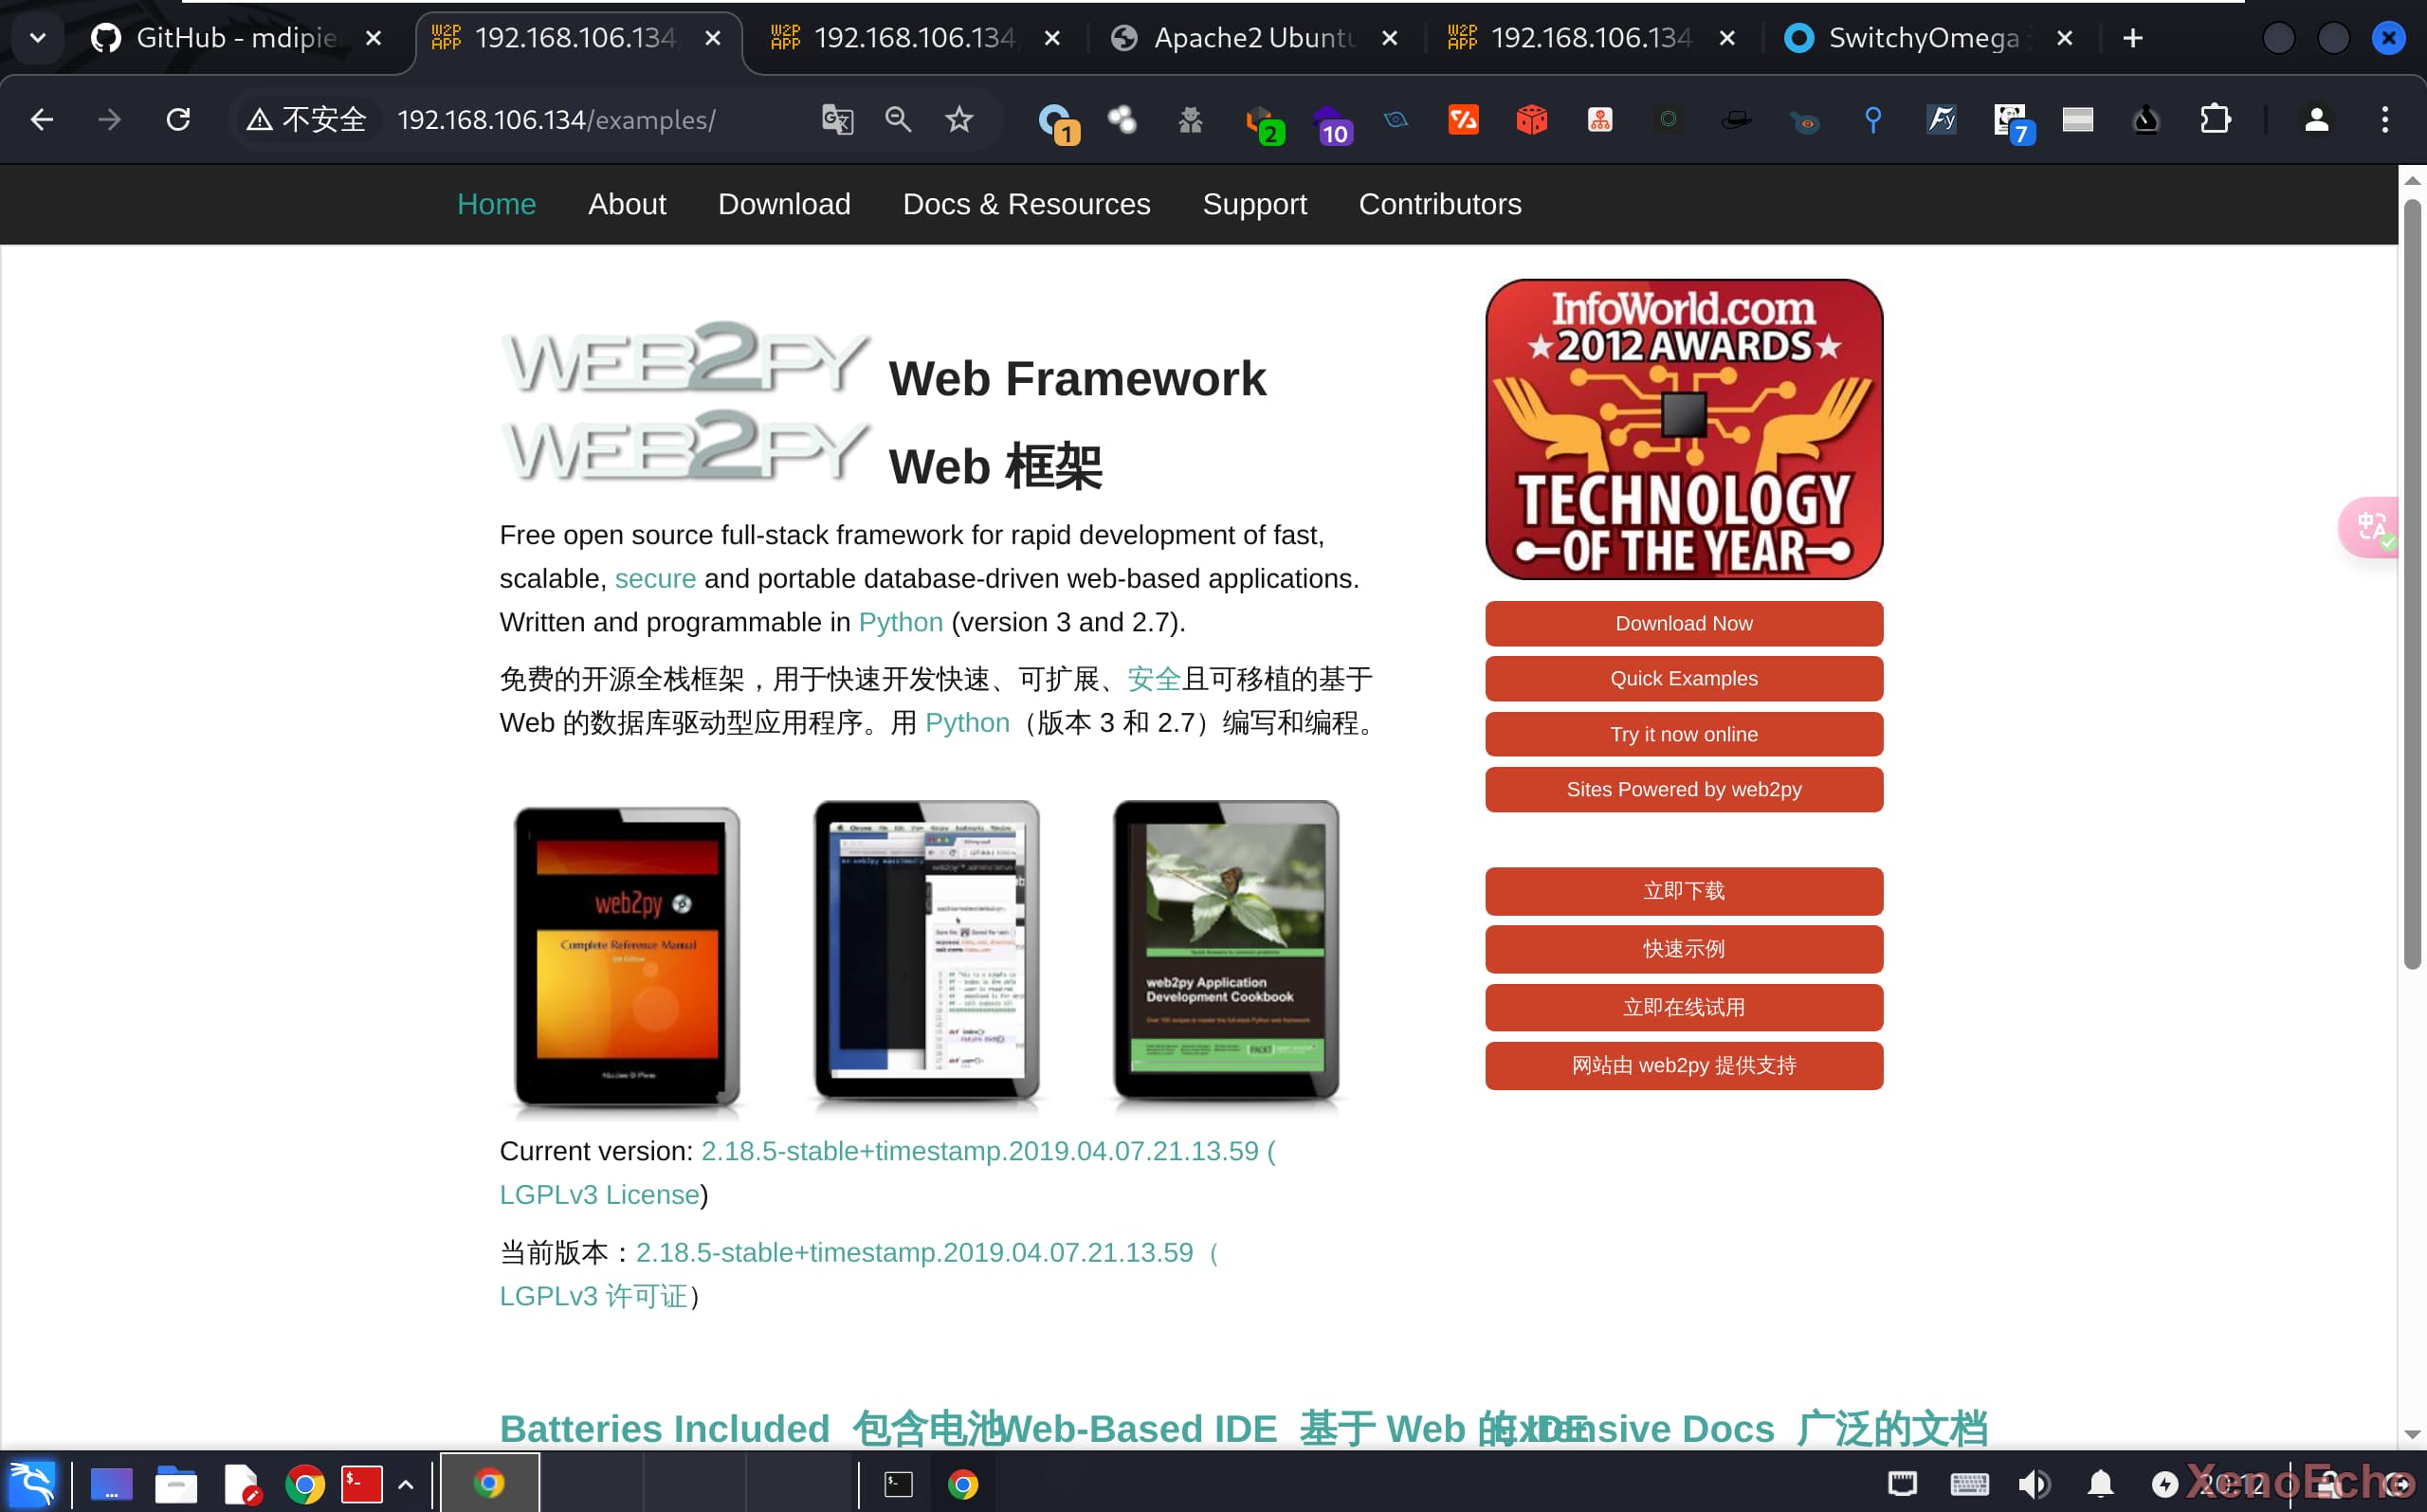 GitHub - mdipie
192.168.106.134
192.168.106.134
Apache2 Ubuntu
192.168.106.134
SwitchyOmega
不安全 192.168.106.134/examples/
1 2 10 7
Home About Download Docs & Resources Support Contributors
WEB2PY Web Framework
WEB2PY Web 框架
InfoWorld.com
2012 AWARDS
TECHNOLOGY
OF THE YEAR
Free open source full-stack framework for rapid development of fast,
scalable, secure and portable database-driven web-based applications.
Written and programmable in Python (version 3 and 2.7).
免费的开源全栈框架，用于快速开发快速、可扩展、安全且可移植的基于
Web 的数据库驱动型应用程序。用 Python（版本 3 和 2.7）编写和编程。
Download Now
Quick Examples
Try it now online
Sites Powered by web2py
立即下载
快速示例
立即在线试用
网站由 web2py 提供支持
web2py
Complete Reference Manual
web2py Application
Development Cookbook
Current version: 2.18.5-stable+timestamp.2019.04.07.21.13.59 (
LGPLv3 License)
当前版本：2.18.5-stable+timestamp.2019.04.07.21.13.59（
LGPLv3 许可证）
Batteries Included 包含电池
Web-Based IDE 基于 Web 的 IDE
Extensive Docs 广泛的文档
20:12
XenoEcho